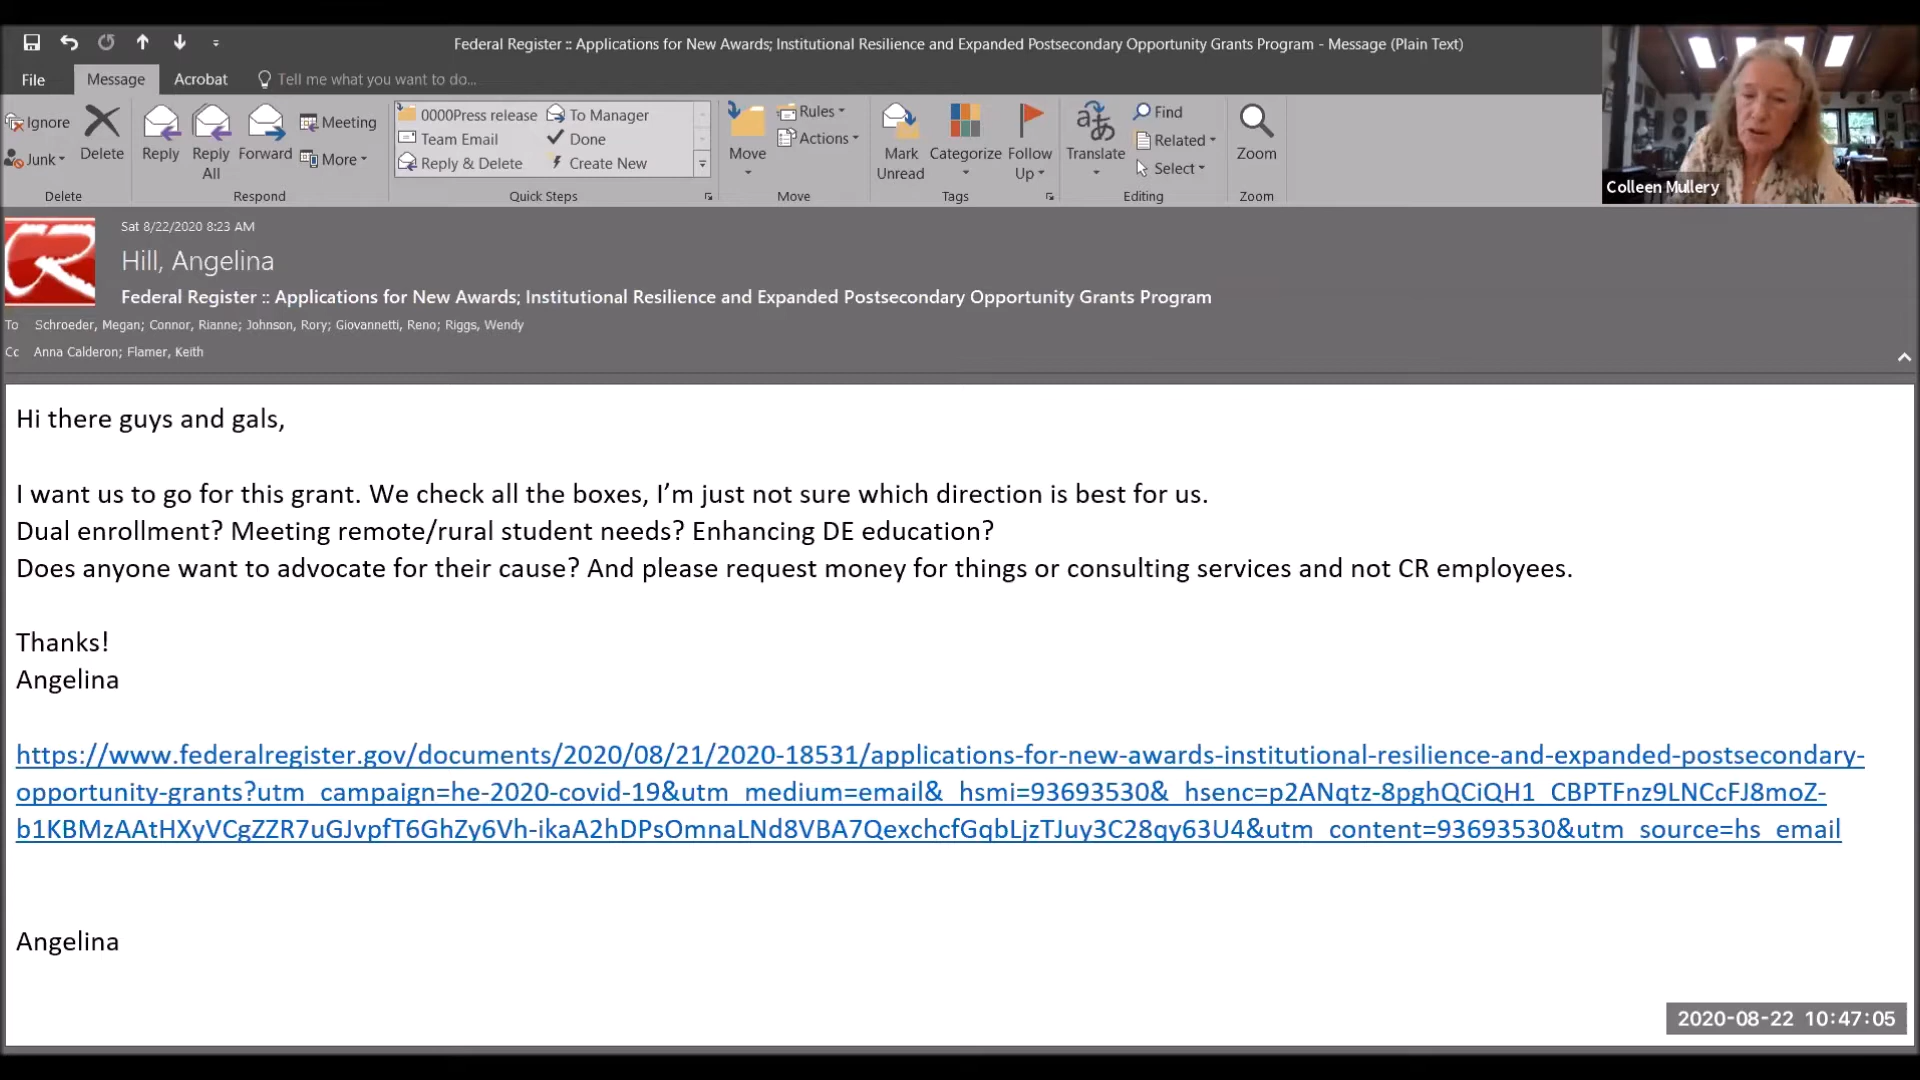 Federal Register :: Applications for New Awards; Institutional Resilience and Expanded Postsecondary Opportunity Grants Program - Message (Plain Text)
File Message Acrobat Tell me what you want to do...
Ignore
Junk
Delete
Delete
Reply
Reply All
Forward
Meeting
More
Respond
0000Press release
To Manager
Team Email
Done
Reply & Delete
Create New
Quick Steps
Move
Rules
Actions
Move
Mark Unread
Categorize
Follow Up
Tags
Translate
Find
Related
Select
Editing
Zoom
Zoom
Colleen Mullery
Sat 8/22/2020 8:23 AM
CR
Hill, Angelina
Federal Register :: Applications for New Awards; Institutional Resilience and Expanded Postsecondary Opportunity Grants Program
To Schroeder, Megan; Connor, Rianne; Johnson, Rory; Giovannetti, Reno; Riggs, Wendy
Cc Anna Calderon; Flamer, Keith
Hi there guys and gals,
I want us to go for this grant. We check all the boxes, I’m just not sure which direction is best for us.
Dual enrollment? Meeting remote/rural student needs? Enhancing DE education?
Does anyone want to advocate for their cause? And please request money for things or consulting services and not CR employees.
Thanks!
Angelina
https://www.federalregister.gov/documents/2020/08/21/2020-18531/applications-for-new-awards-institutional-resilience-and-expanded-postsecondary-
opportunity-grants?utm_campaign=he-2020-covid-19&utm_medium=email&_hsmi=93693530&_hsenc=p2ANqtz-8pghQCiQH1_CBPTFnz9LNCcFJ8moZ-
b1KBMzAAtHXyVCgZZR7uGJvpfT6GhZy6Vh-ikaA2hDPsOmnaLNd8VBA7QexchcfGqbLjzTJuy3C28qy63U4&utm_content=93693530&utm_source=hs_email
Angelina
2020-08-22 10:47:05